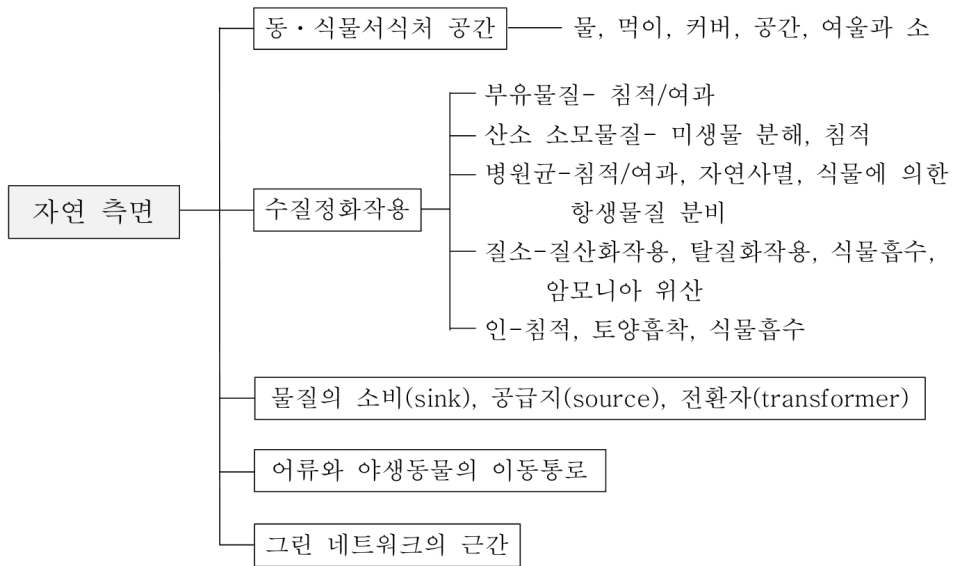 동·식물서식처 공간 물, 먹이, 커버, 공간, 여울과 소
부유물질- 침적/여과
산소 소모물질- 미생물 분해, 침적
병원균-침적/여과, 자연사멸, 식물에 의한
자연 측면
수질정화작용
항생물질 분비
질소-질산화작용, 탈질화작용, 식물흡수,
암모니아 위산
인-침적, 토양흡착, 식물흡수
물질의 소비(sink), 공급지(source), 전환자(transformer)
어류와 야생동물의 이동통로
그린 네트워크의 근간